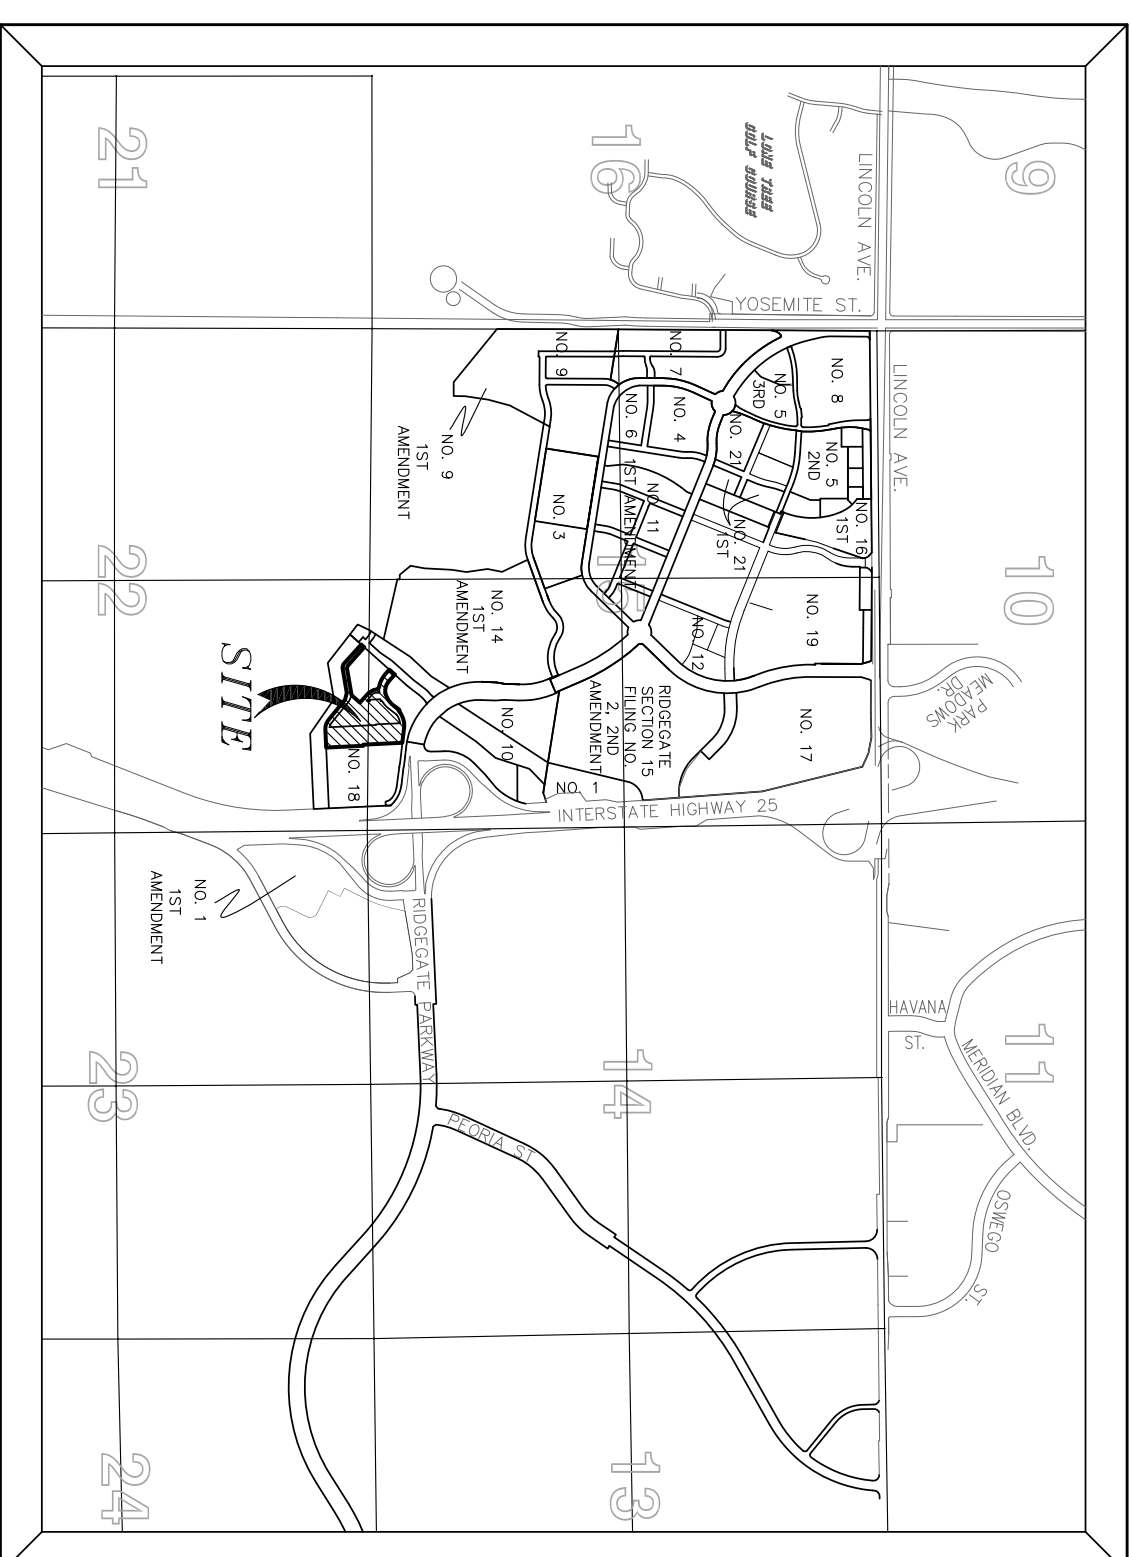 9
10
11
16
15
14
13
21
22
23
24
LONE TREE
GOLF COURSE
LINCOLN AVE.
YOSEMITE ST.
LINCOLN AVE.
PARK
MEADOWS
DR.
HAVANA
ST.
MERIDIAN BLVD.
OSWEGO
ST.
NO. 8
NO. 5
3RD
NO. 7
NO. 9
NO. 4
NO. 6
NO. 21
NO. 5
2ND
NO. 16
1ST
NO. 21
1ST
NO. 11
1ST AMENDMENT
NO. 3
NO. 9
1ST
AMENDMENT
NO. 19
NO. 12
NO. 14
1ST
AMENDMENT
NO. 17
RIDGEGATE
SECTION 15
FILING NO.
2, 2ND
AMENDMENT
NO. 10
NO. 1
NO. 18
SITE
INTERSTATE HIGHWAY 25
NO. 1
1ST
AMENDMENT
RIDGEGATE PARKWAY
PEORIA ST